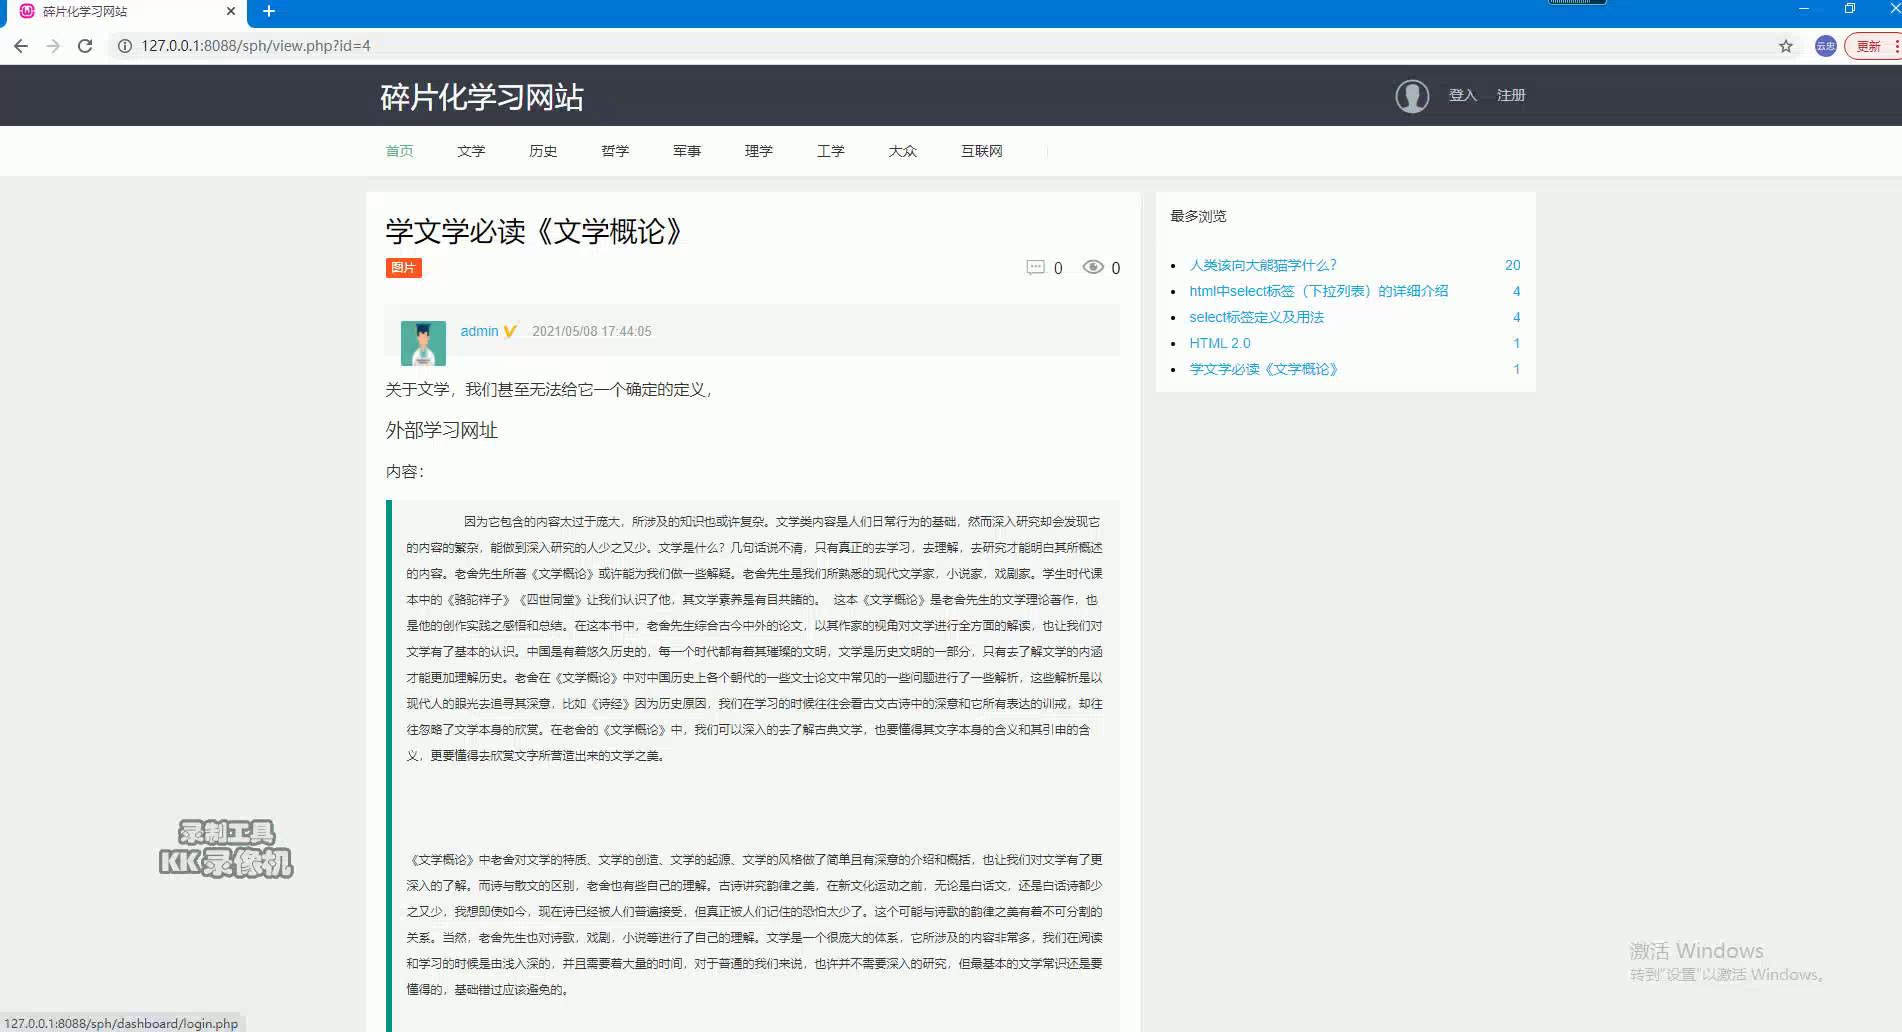 碎片化学习网站
127.0.0.1:8088/sph/view.php?id=4
云忠
更新
碎片化学习网站
登入 注册
首页 文学 历史 哲学 军事 理学 工学 大众 互联网
学文学必读《文学概论》
图片
0 0
admin 2021/05/08 17:44:05
关于文学，我们甚至无法给它一个确定的定义，
外部学习网址
内容：
因为它包含的内容太过于庞大，所涉及的知识也或许复杂。文学类内容是人们日常行为的基础，然而深入研究却会发现它
的内容的繁杂，能做到深入研究的人少之又少。文学是什么？几句话说不清，只有真正的去学习，去理解，去研究才能明白其所概述
的内容。老舍先生所著《文学概论》或许能为我们做一些解疑。老舍先生是我们所熟悉的现代文学家，小说家，戏剧家。学生时代课
本中的《骆驼祥子》《四世同堂》让我们认识了他，其文学素养是有目共睹的。 这本《文学概论》是老舍先生的文学理论著作，也
是他的创作实践之感悟和总结。在这本书中，老舍先生综合古今中外的论文，以其作家的视角对文学进行全方面的解读，也让我们对
文学有了基本的认识。中国是有着悠久历史的，每一个时代都有着其璀璨的文明，文学是历史文明的一部分，只有去了解文学的内涵
才能更加理解历史。老舍在《文学概论》中对中国历史上各个朝代的一些文士论文中常见的一些问题进行了一些解析，这些解析是以
现代人的眼光去追寻其深意，比如《诗经》因为历史原因，我们在学习的时候往往会看古文古诗中的深意和它所有表达的训戒，却往
往忽略了文学本身的欣赏。在老舍的《文学概论》中，我们可以深入的去了解古典文学，也要懂得其文字本身的含义和其引申的含
义，更要懂得去欣赏文字所营造出来的文学之美。
《文学概论》中老舍对文学的特质、文学的创造、文学的起源、文学的风格做了简单且有深意的介绍和概括，也让我们对文学有了更
深入的了解。而诗与散文的区别，老舍也有些自己的理解。古诗讲究韵律之美，在新文化运动之前，无论是白话文，还是白话诗都少
之又少，我想即使如今，现在诗已经被人们普遍接受，但真正被人们记住的恐怕太少了。这个可能与诗歌的韵律之美有着不可分割的
关系。当然，老舍先生也对诗歌，戏剧，小说等进行了自己的理解。文学是一个很庞大的体系，它所涉及的内容非常多，我们在阅读
和学习的时候是由浅入深的，并且需要着大量的时间，对于普通的我们来说，也许并不需要深入的研究，但最基本的文学常识还是要
懂得的，基础错过应该避免的。
最多浏览
人类该向大熊猫学什么？ 20
html中select标签（下拉列表）的详细介绍 4
select标签定义及用法 4
HTML 2.0 1
学文学必读《文学概论》 1
录制工具
KK录像机
激活 Windows
转到"设置"以激活 Windows。
127.0.0.1:8088/sph/dashboard/login.php